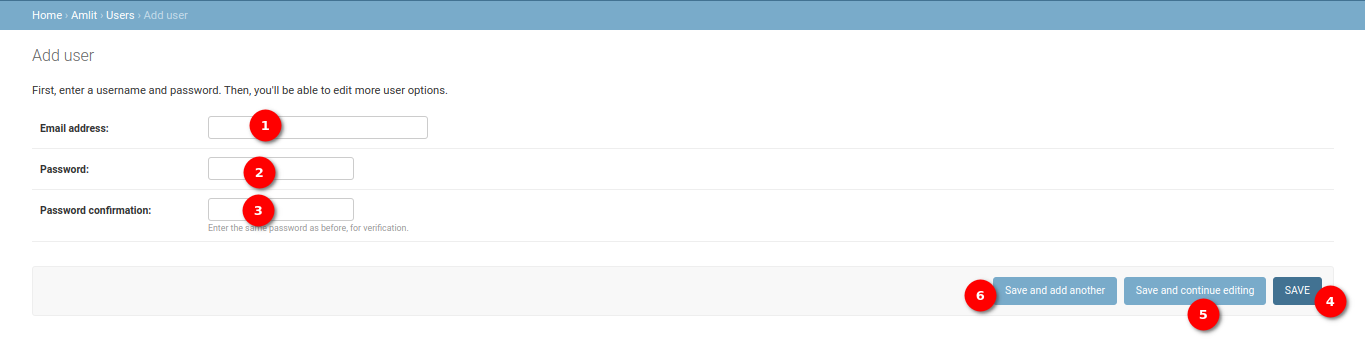 Home › Amlit › Users › Add user
Add user
First, enter a username and password. Then, you'll be able to edit more user options.
Email address: 1
Password: 2
Password confirmation: 3
Enter the same password as before, for verification.
6 Save and add another Save and continue editing SAVE 4
5